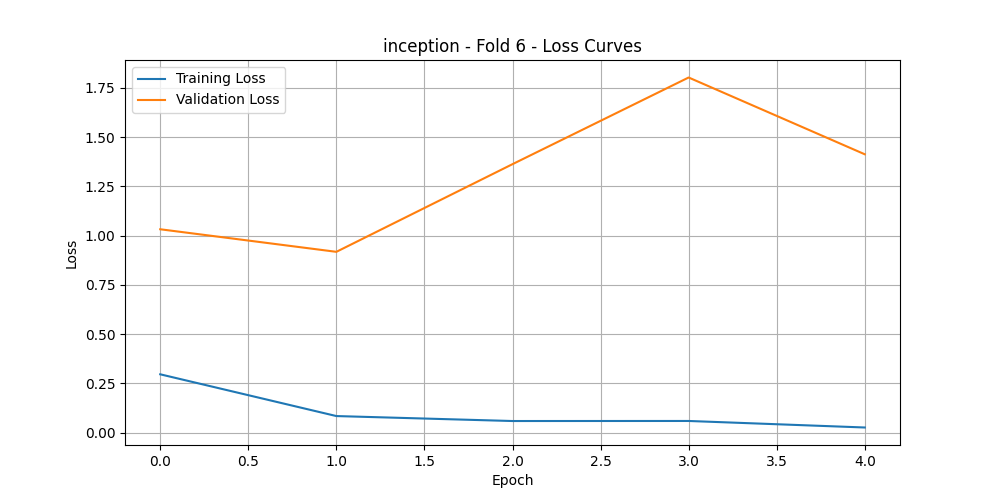 inception - Fold 6 - Loss Curves
Training Loss
Validation Loss
1.75
1.50
1.25
1.00
0.75
0.50
0.25
0.00
Loss
0.0 0.5 1.0 1.5 2.0 2.5 3.0 3.5 4.0
Epoch